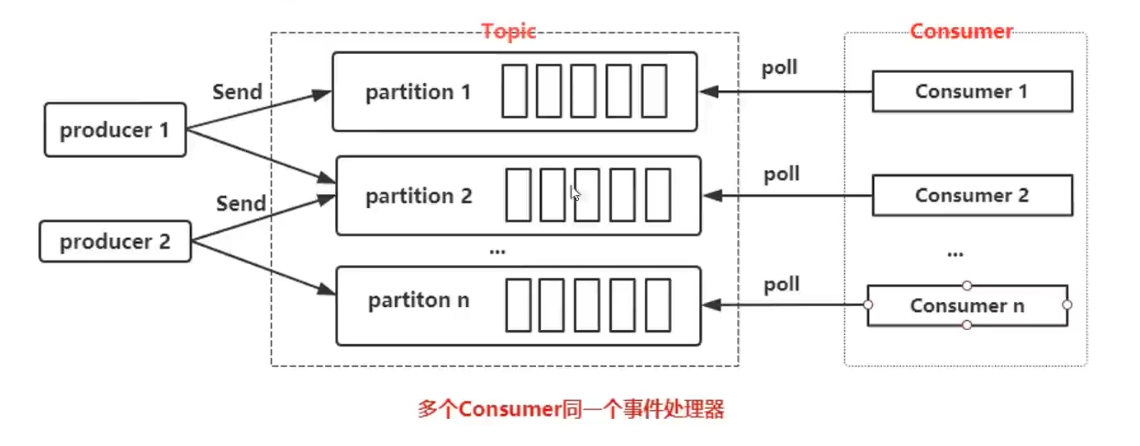 Topic
Consumer
Send
partition 1
poll
Consumer 1
producer 1
Send
partition 2
poll
Consumer 2
producer 2
...
...
partiton n
poll
Consumer n
多个Consumer同一个事件处理器